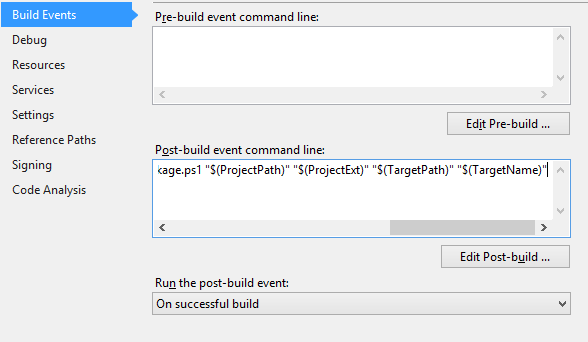 Build Events
Debug
Resources
Services
Settings
Reference Paths
Signing
Code Analysis
Pre-build event command line:
Edit Pre-build ...
Post-build event command line:
kage.ps1 "$(ProjectPath)" "$(ProjectExt)" "$(TargetPath)" "$(TargetName)"
Edit Post-build ...
Run the post-build event:
On successful build